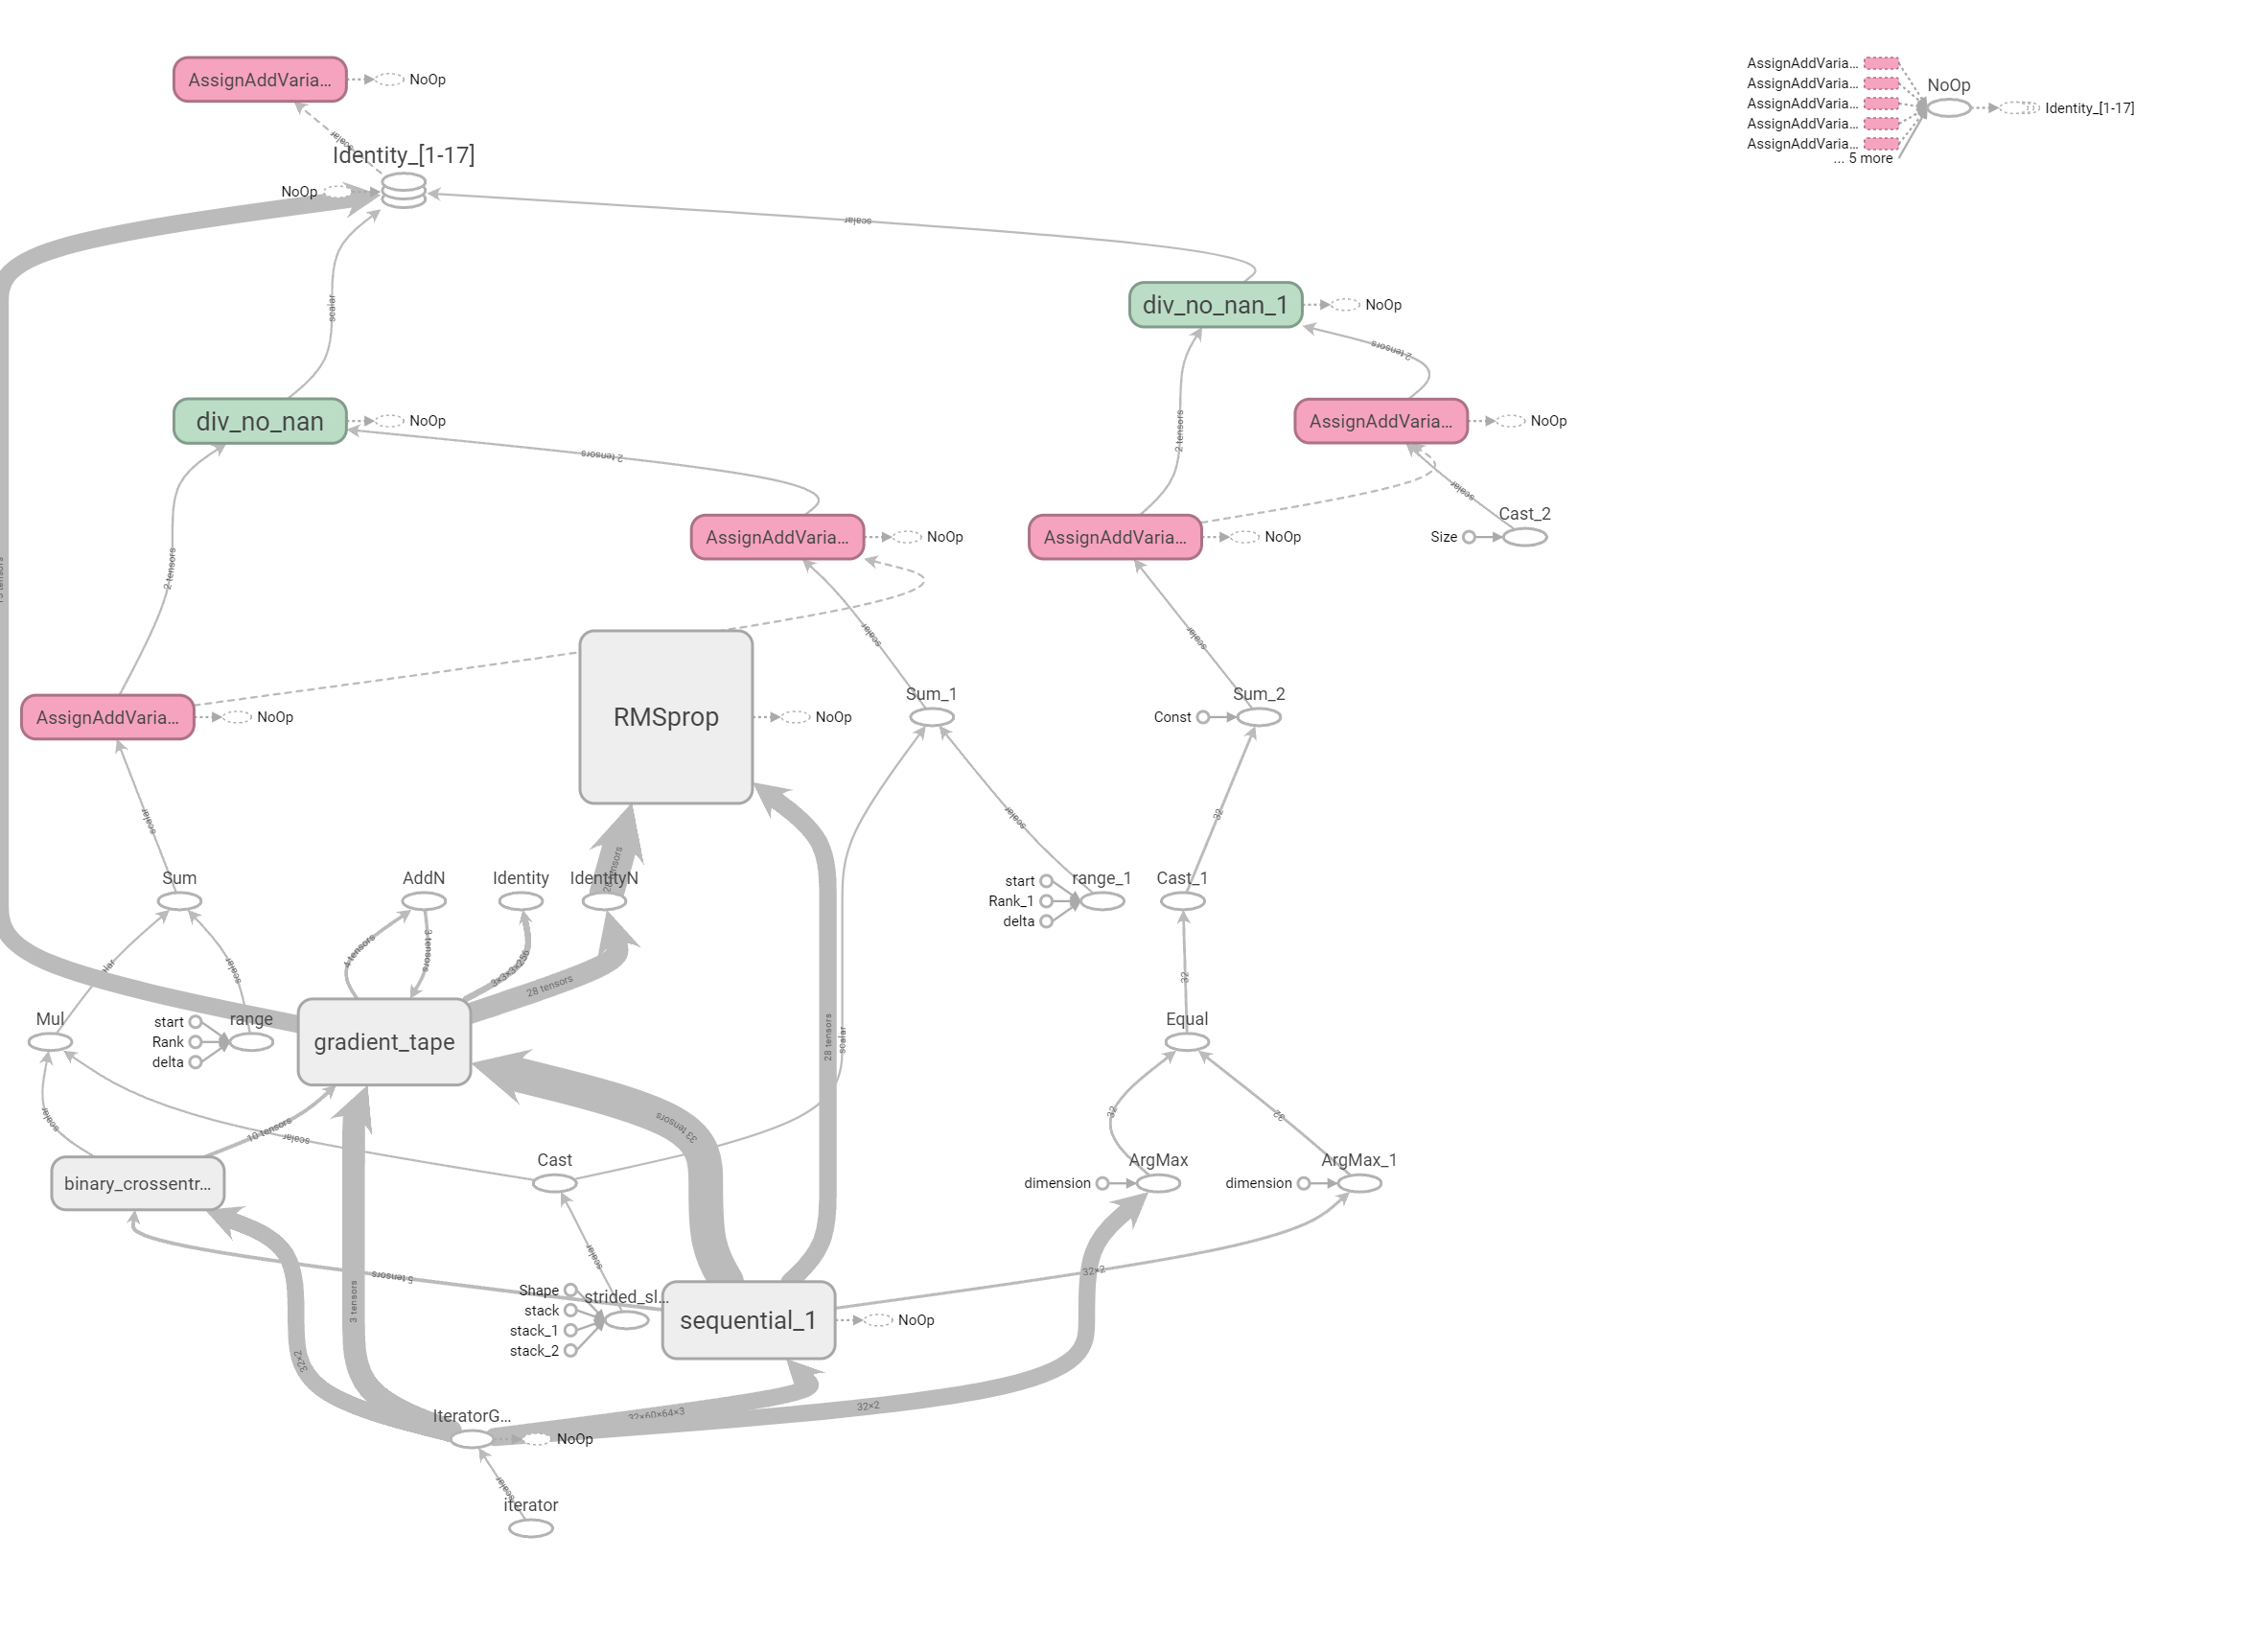 AssignAddVaria...
NoOp
AssignAddVaria...
AssignAddVaria...
AssignAddVaria...
AssignAddVaria...
AssignAddVaria...
... 5 more
NoOp
Identity_[1-17]
scalar
Identity_[1-17]
NoOp
scalar
scalar
div_no_nan_1
NoOp
2 tensors
div_no_nan
NoOp
2 tensors
2 tensors
AssignAddVaria...
NoOp
scalar
Cast_2
Size
AssignAddVaria...
NoOp
AssignAddVaria...
NoOp
2 tensors
tensors
scalar
scalar
RMSprop
NoOp
AssignAddVaria...
NoOp
Sum_1
Sum_2
Const
scalar
scalar
32
28 tensors
Sum
AddN
Identity
IdentityN
start
Rank_1
delta
range_1
Cast_1
4 tensors
3 tensors
3×3×3×256
28 tensors
scalar
32
Mul
start
Rank
delta
range
gradient_tape
28 tensors
scalar
Equal
scalar
10 tensors
scalar
33 tensors
32
32
binary_crossentr...
Cast
dimension
ArgMax
dimension
ArgMax_1
5 tensors
3 tensors
scalar
32×2
Shape
stack
stack_1
stack_2
strided_sl...
sequential_1
NoOp
32×2
32×60×64×3
32×2
IteratorG...
NoOp
scalar
iterator